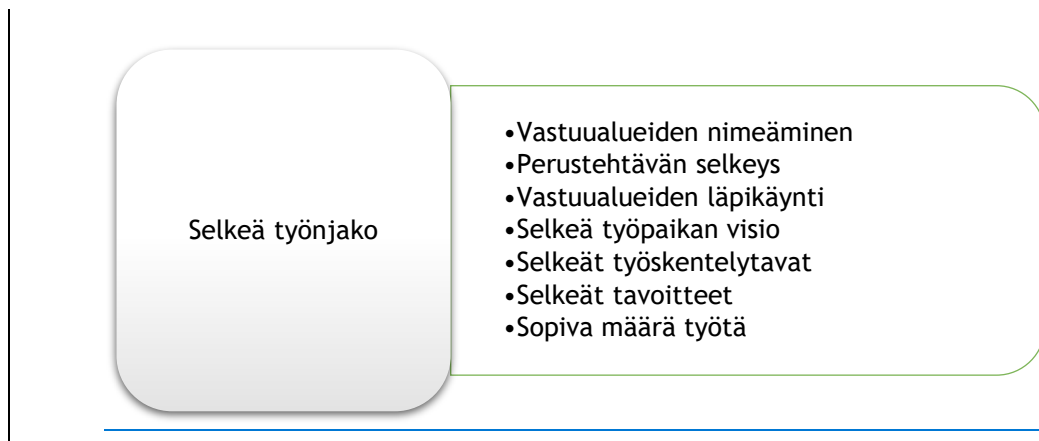 Selkeä työnjako
•Vastuualueiden nimeäminen
•Perustehtävän selkeys
•Vastuualueiden läpikäynti
•Selkeä työpaikan visio
•Selkeät työskentelytavat
•Selkeät tavoitteet
•Sopiva määrä työtä